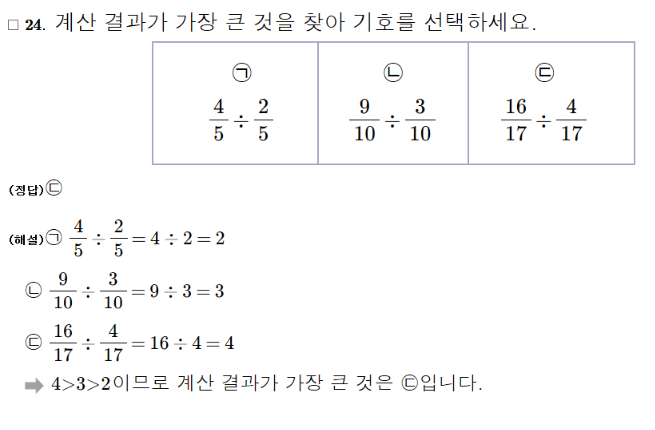 □ 24. 계산 결과가 가장 큰 것을 찾아 기호를 선택하세요.
㉠ ㉡ ㉢
4/5 ÷ 2/5 9/10 ÷ 3/10 16/17 ÷ 4/17
(정답)㉢
(해설)㉠ 4/5 ÷ 2/5 = 4 ÷ 2 = 2
㉡ 9/10 ÷ 3/10 = 9 ÷ 3 = 3
㉢ 16/17 ÷ 4/17 = 16 ÷ 4 = 4
➡ 4>3>2이므로 계산 결과가 가장 큰 것은 ㉢입니다.